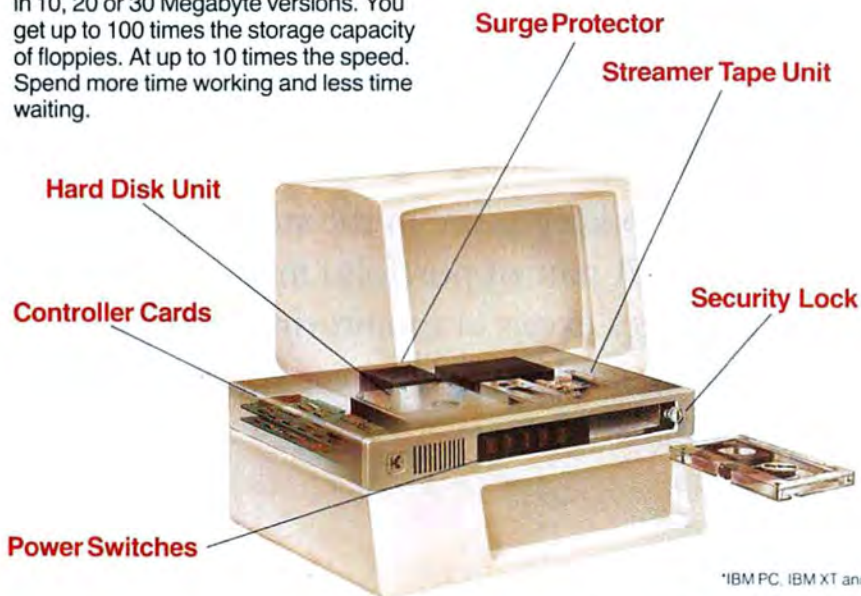 in 10, 20 or 30 Megabyte versions. You
get up to 100 times the storage capacity
of floppies. At up to 10 times the speed.
Spend more time working and less time
waiting.
Surge Protector
Streamer Tape Unit
Hard Disk Unit
Controller Cards
Security Lock
K
Power Switches
*IBM PC, IBM XT an